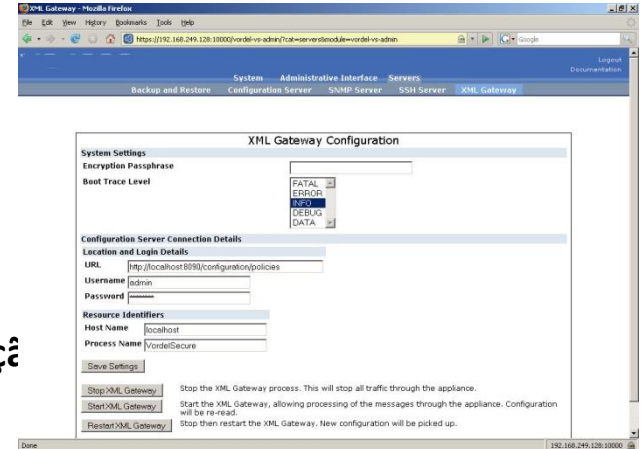 XML Gateway - Mozilla Firefox
File Edit View History Bookmarks Tools Help
https://192.168.249.128:10000/vordel-vs-admin/?cat=servers&module=vordel-vs-admin
Google
Logout
Documentation
System Administrative Interface Servers
Backup and Restore Configuration Server SNMP Server SSH Server XML Gateway
XML Gateway Configuration
System Settings
Encryption Passphrase
Boot Trace Level
FATAL
ERROR
INFO
DEBUG
DATA
Configuration Server Connection Details
Location and Login Details
URL http://localhost:8090/configuration/policies
Username admin
Password ********
Resource Identifiers
Host Name localhost
Process Name VordelSecure
çã
Save Settings
Stop XML Gateway Stop the XML Gateway process. This will stop all traffic through the appliance.
Start XML Gateway Start the XML Gateway, allowing processing of the messages through the appliance. Configuration
will be re-read.
Restart XML Gateway Stop then restart the XML Gateway. New configuration will be picked up.
Done 192.168.249.128:10000